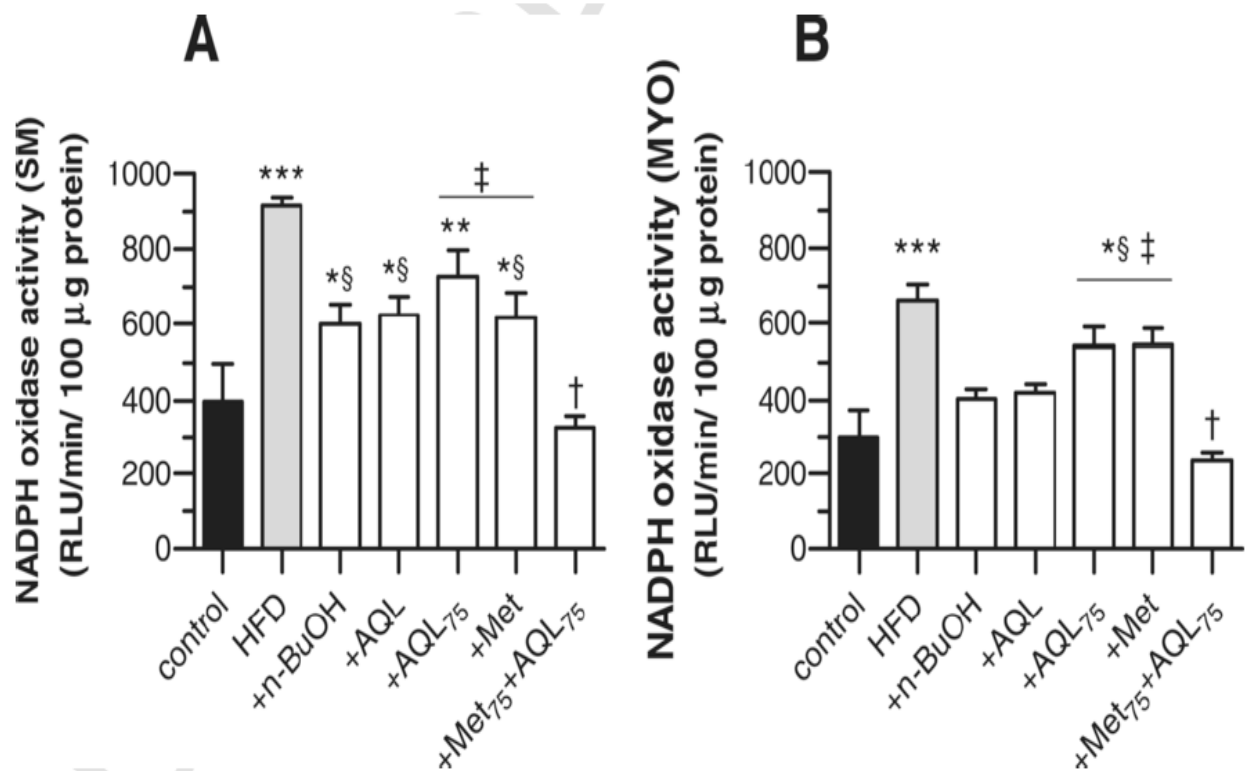 A
NADPH oxidase activity (SM)
(RLU/min/ 100 μg protein)
1000
800
600
400
200
0
***
*§
*§
**
*§
‡
†
control
HFD
+n-BuOH
+AQL
+AQL75
+Met
+Met75+AQL75
B
NADPH oxidase activity (MYO)
(RLU/min/ 100 μg protein)
1000
800
600
400
200
0
***
*§ ‡
†
control
HFD
+n-BuOH
+AQL
+AQL75
+Met
+Met75+AQL75